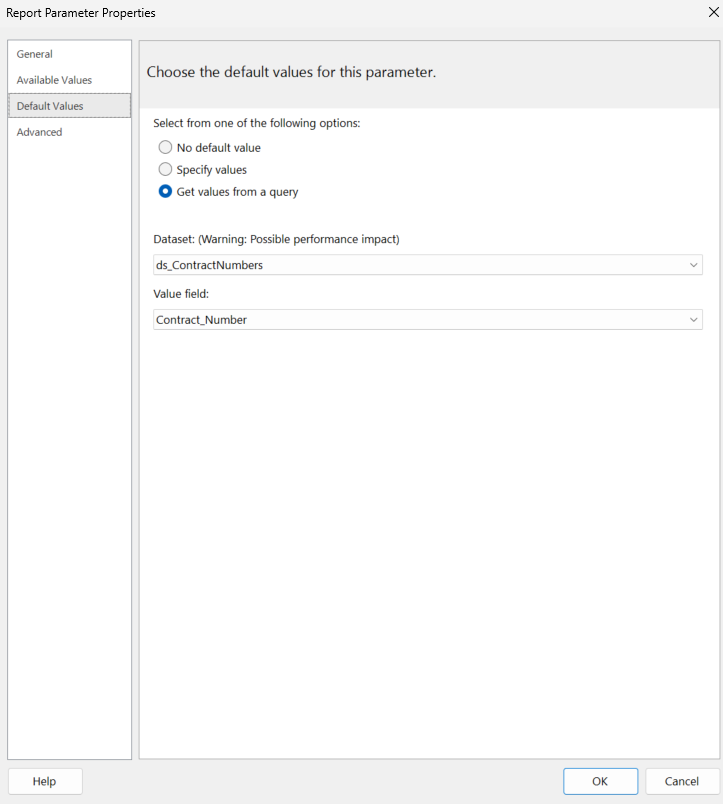 Report Parameter Properties
General
Available Values
Default Values
Advanced
Choose the default values for this parameter.
Select from one of the following options:
No default value
Specify values
Get values from a query
Dataset: (Warning: Possible performance impact)
ds_ContractNumbers
Value field:
Contract_Number
Help
OK
Cancel